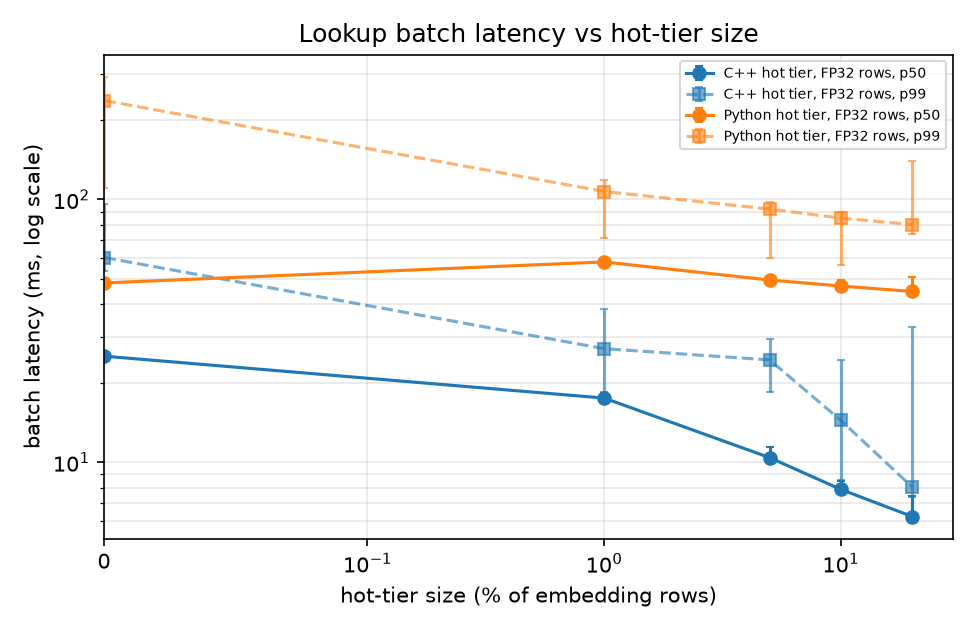 Lookup batch latency vs hot-tier size
C++ hot tier, FP32 rows, p50
C++ hot tier, FP32 rows, p99
Python hot tier, FP32 rows, p50
Python hot tier, FP32 rows, p99
batch latency (ms, log scale)
10²
10¹
0
10⁻¹
10⁰
10¹
hot-tier size (% of embedding rows)